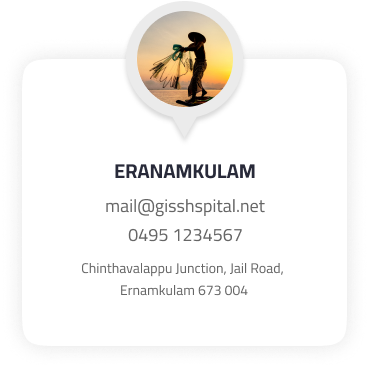 ERANAMKULAM
mail@gisshspital.net
0495 1234567
Chinthavalappu Junction, Jail Road,
Ernamkulam 673 004